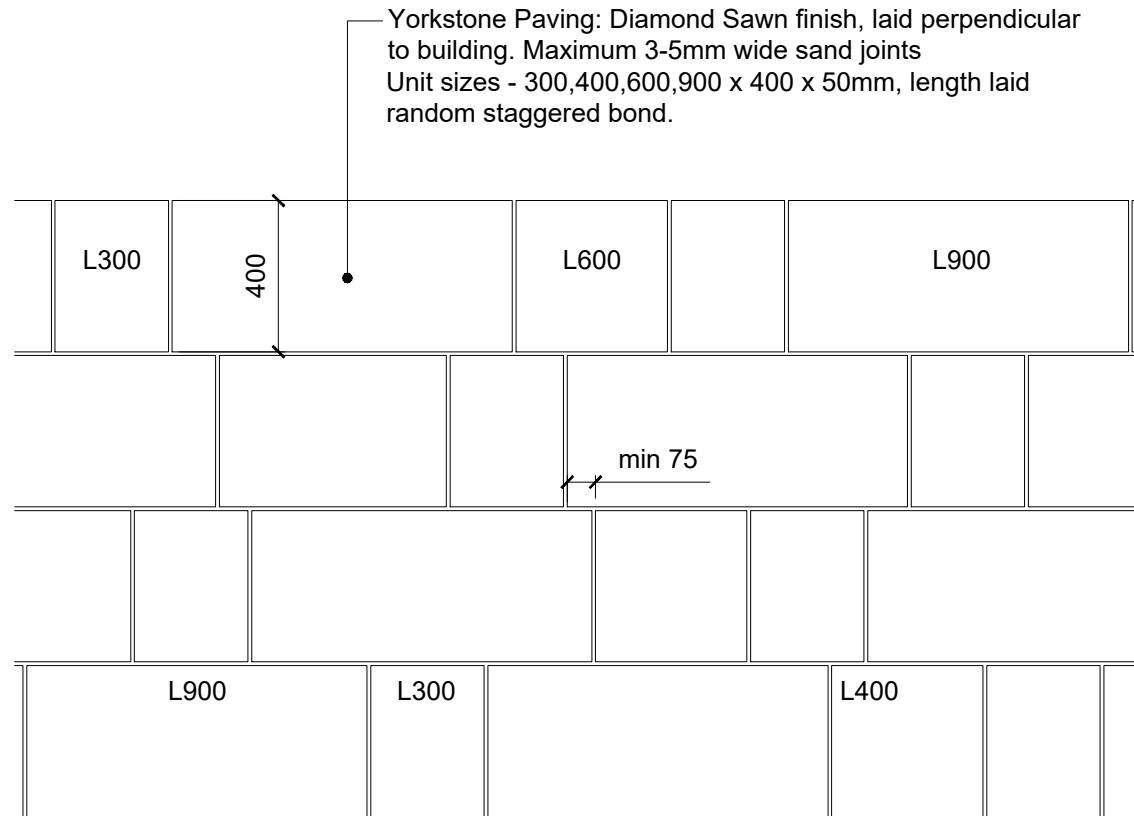 Yorkstone Paving: Diamond Sawn finish, laid perpendicular
to building. Maximum 3-5mm wide sand joints
Unit sizes - 300,400,600,900 x 400 x 50mm, length laid
random staggered bond.
L300
400
L600
L900
min 75
L900
L300
L400